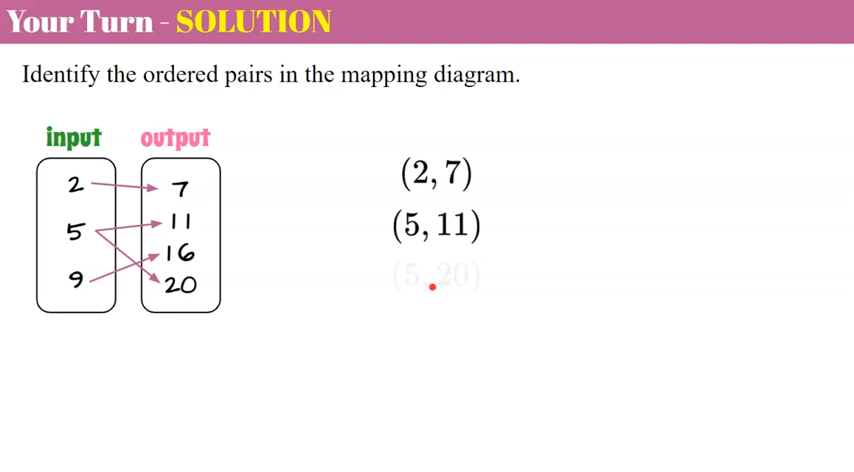 Your Turn - SOLUTION
Identify the ordered pairs in the mapping diagram.
input output
2 7
5 11
9 16
20
(2, 7)
(5, 11)
(5, 20)